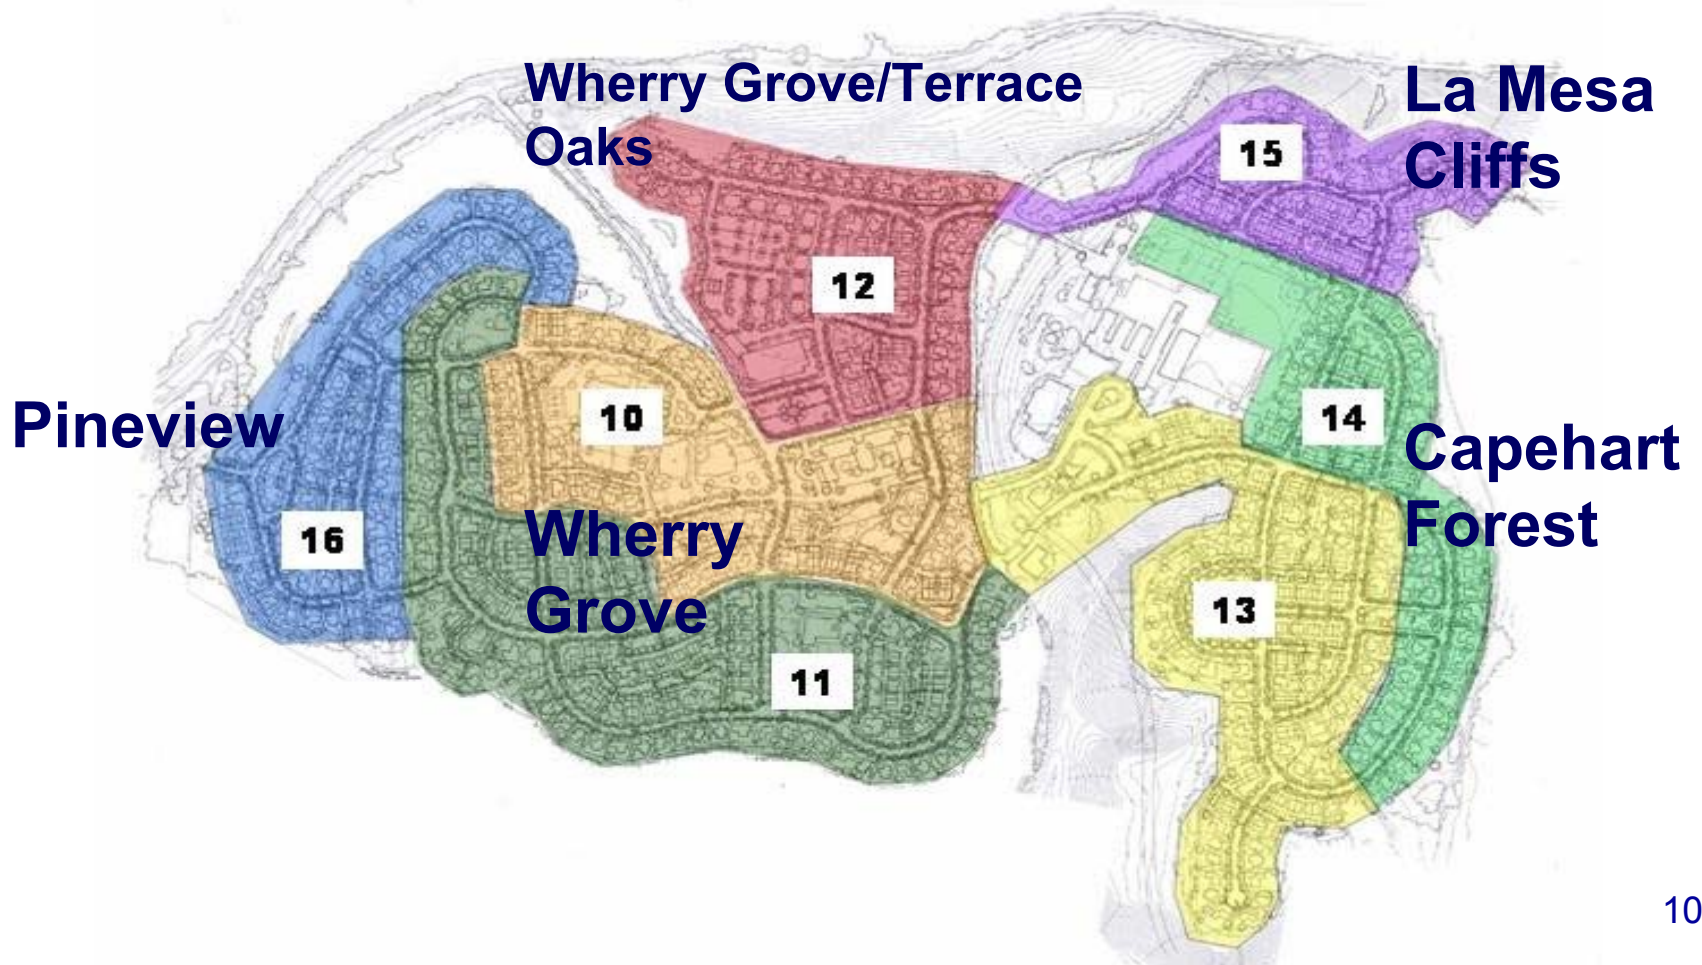 Wherry Grove/Terrace
Oaks
La Mesa
Cliffs
15
12
Pineview
10
14
Capehart
Forest
16
Wherry
Grove
13
11
10